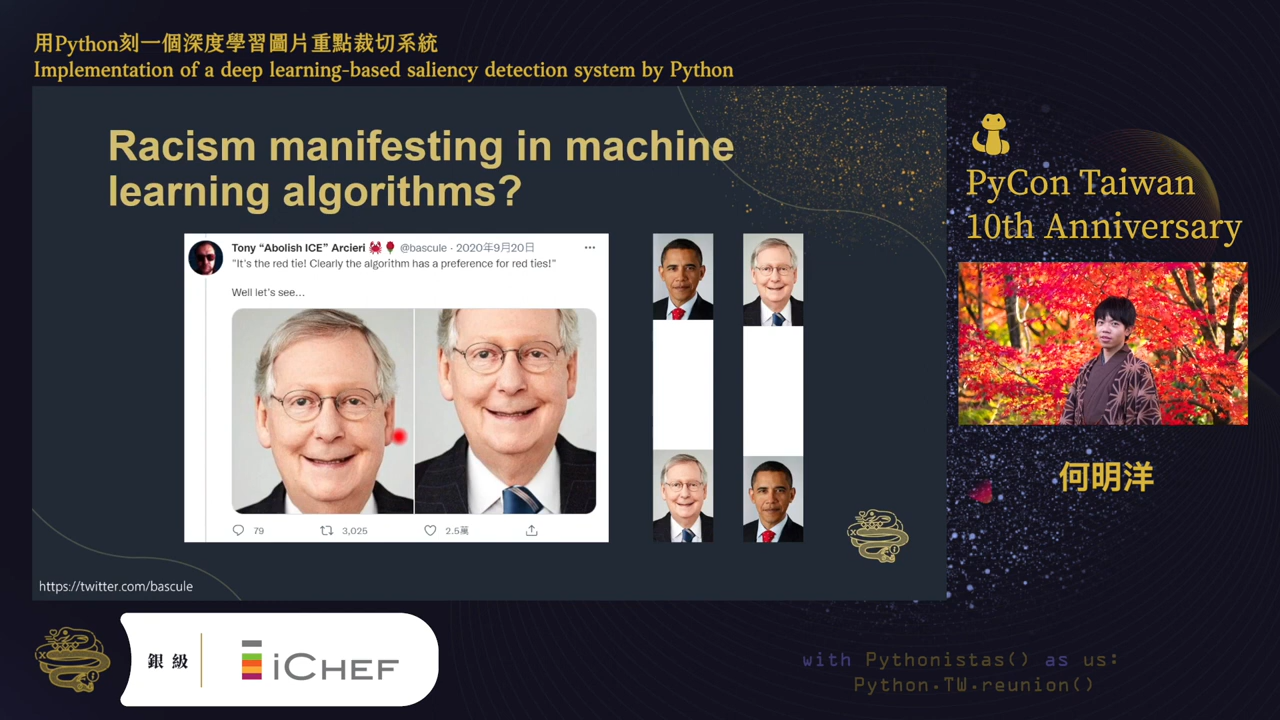 用Python刻一個深度學習圖片重點裁切系統
Implementation of a deep learning-based saliency detection system by Python
Racism manifesting in machine
learning algorithms?
Tony “Abolish ICE” Arcieri 🦀🌹 @bascule · 2020年9月20日
"It's the red tie! Clearly the algorithm has a preference for red ties!"
Well let's see...
79 3,025 2.5萬
https://twitter.com/bascule
PyCon Taiwan
10th Anniversary
何明洋
銀級
iCHEF
with Pythonistas() as us:
Python.TW.reunion()